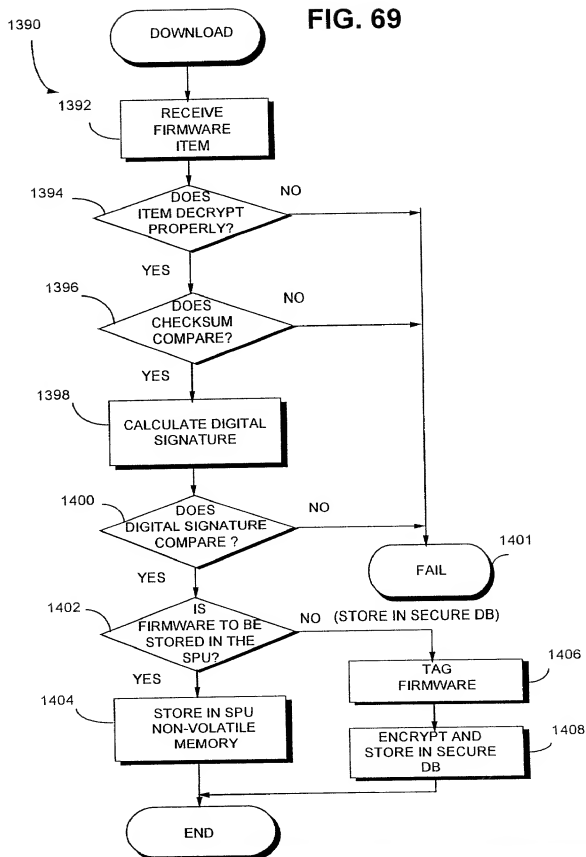 FIG. 69
1390
DOWNLOAD
1392
RECEIVE
FIRMWARE
ITEM
1394
DOES
ITEM DECRYPT
PROPERLY?
NO
YES
1396
DOES
CHECKSUM
COMPARE?
NO
YES
1398
CALCULATE DIGITAL
SIGNATURE
1400
DOES
DIGITAL SIGNATURE
COMPARE ?
NO
YES
1401
FAIL
1402
IS
FIRMWARE TO BE
STORED IN THE
SPU?
NO (STORE IN SECURE DB)
YES
1404
STORE IN SPU
NON-VOLATILE
MEMORY
TAG
FIRMWARE
1406
ENCRYPT AND
STORE IN SECURE
DB
1408
END